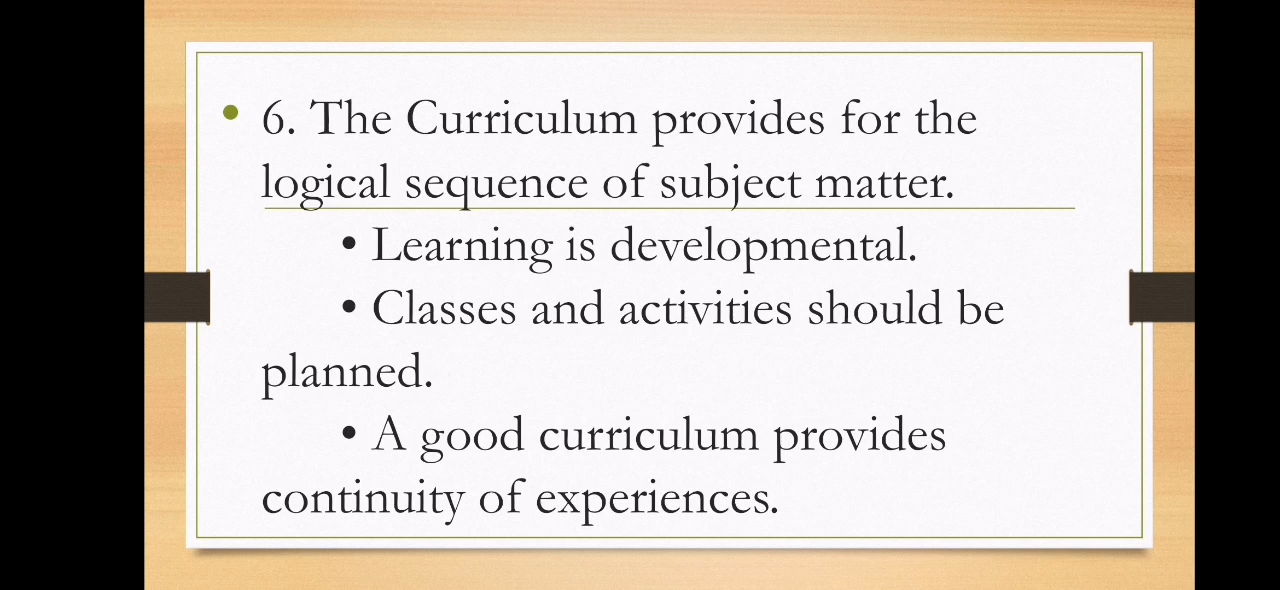 • 6. The Curriculum provides for the
logical sequence of subject matter.
• Learning is developmental.
• Classes and activities should be
planned.
• A good curriculum provides
continuity of experiences.